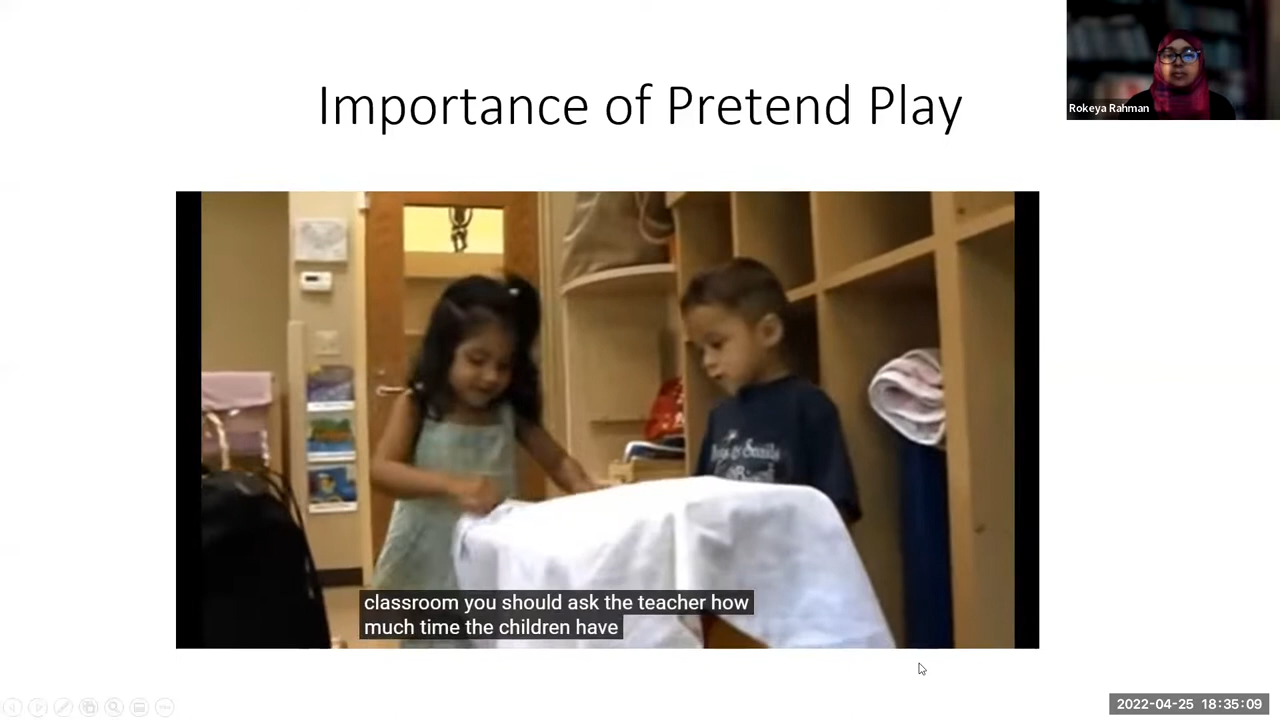 Importance of Pretend Play
Rokeya Rahman
classroom you should ask the teacher how
much time the children have
2022-04-25 18:35:09